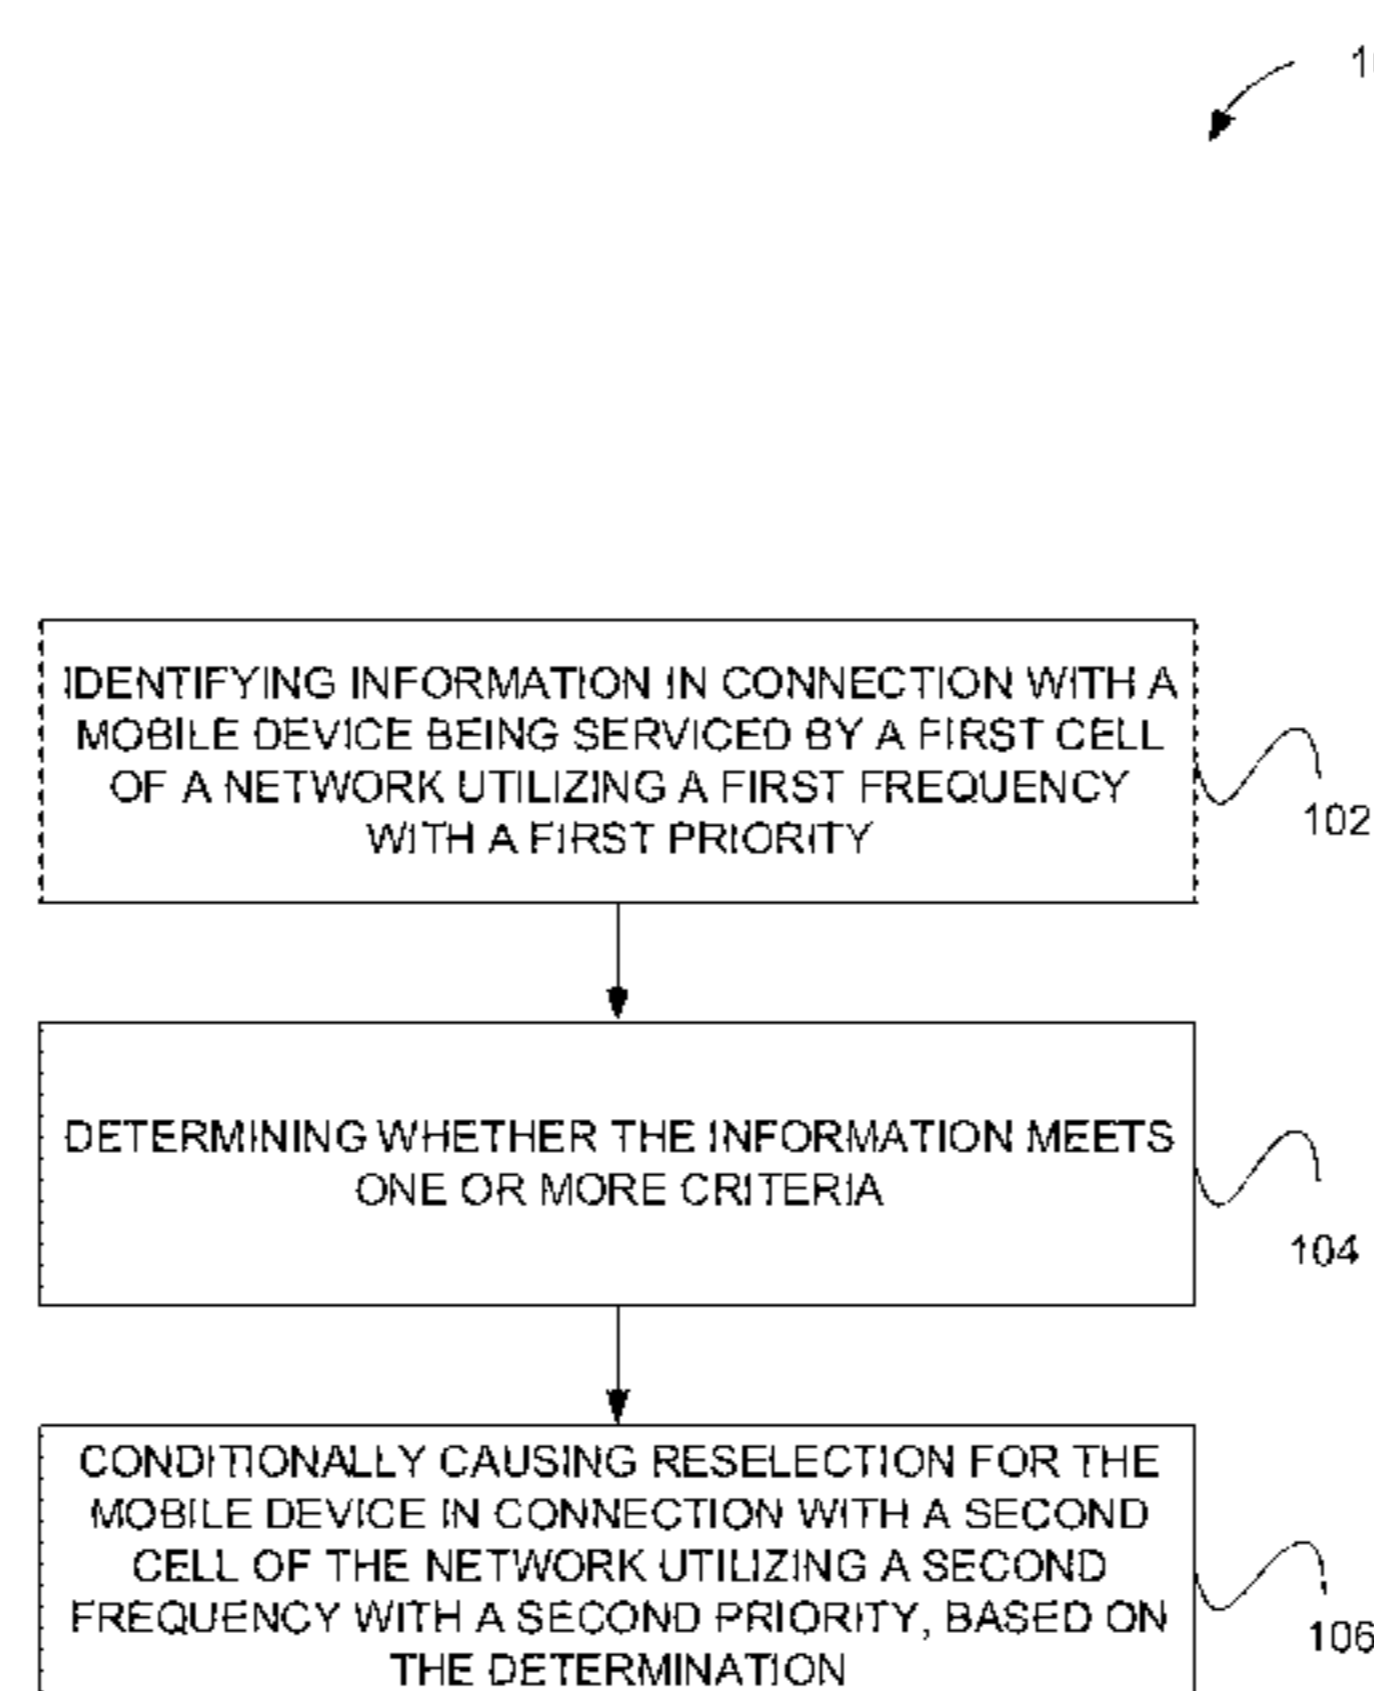 IDENTIFYING INFORMATION IN CONNECTION WITH A
MOBILE DEVICE BEING SERVICED BY A FIRST CELL
OF A NETWORK UTILIZING A FIRST FREQUENCY
WITH A FIRST PRIORITY
102
DETERMINING WHETHER THE INFORMATION MEETS
ONE OR MORE CRITERIA
104
CONDITIONALLY CAUSING RESELECTION FOR THE
MOBILE DEVICE IN CONNECTION WITH A SECOND
CELL OF THE NETWORK UTILIZING A SECOND
FREQUENCY WITH A SECOND PRIORITY, BASED ON
THE DETERMINATION
106